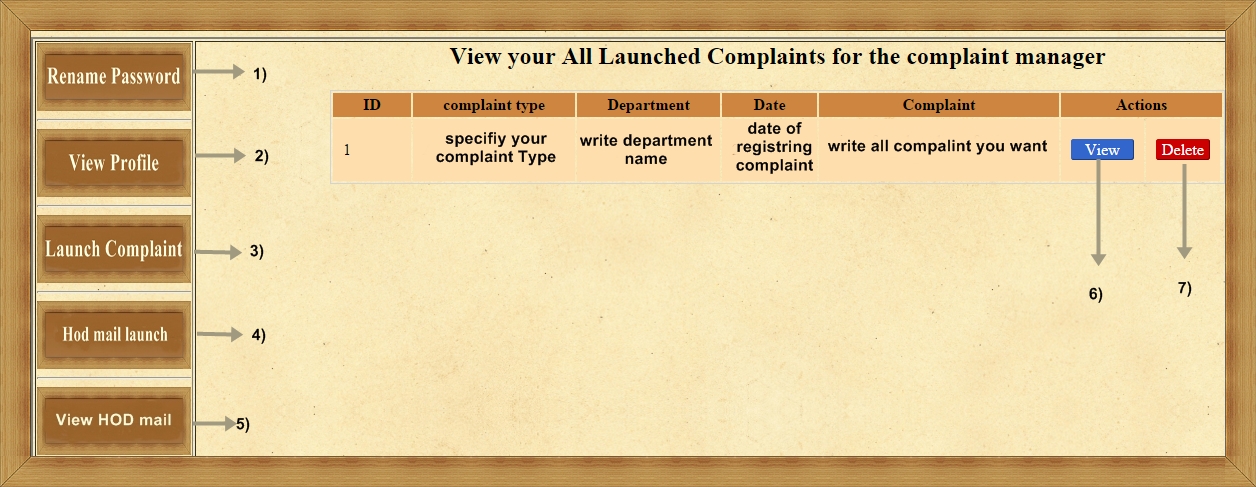 View your All Launched Complaints for the complaint manager
Rename Password
1)
View Profile
2)
Launch Complaint
3)
Hod mail launch
4)
View HOD mail
5)
ID complaint type Department Date Complaint Actions
1 specifiy your complaint Type write department name date of registring complaint write all compalint you want View Delete
6)
7)